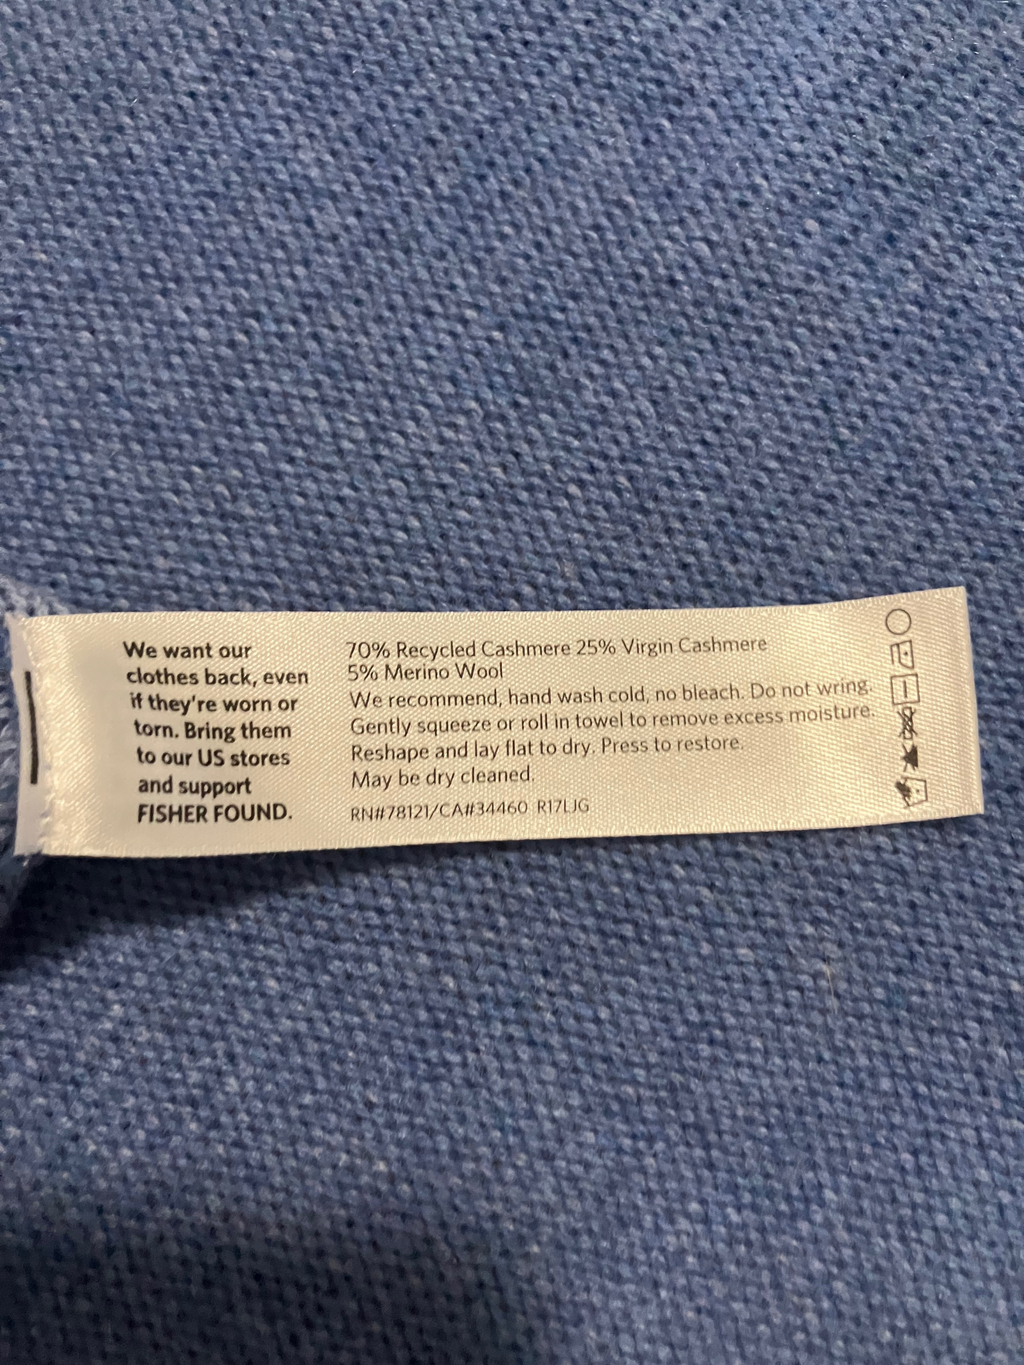 We want our
clothes back, even
if they're worn or
torn. Bring them
to our US stores
and support
FISHER FOUND.
70% Recycled Cashmere 25% Virgin Cashmere
5% Merino Wool
We recommend, hand wash cold, no bleach. Do not wring.
Gently squeeze or roll in towel to remove excess moisture.
Reshape and lay flat to dry. Press to restore.
May be dry cleaned.
RN#78121/CA#34460 R17LJG